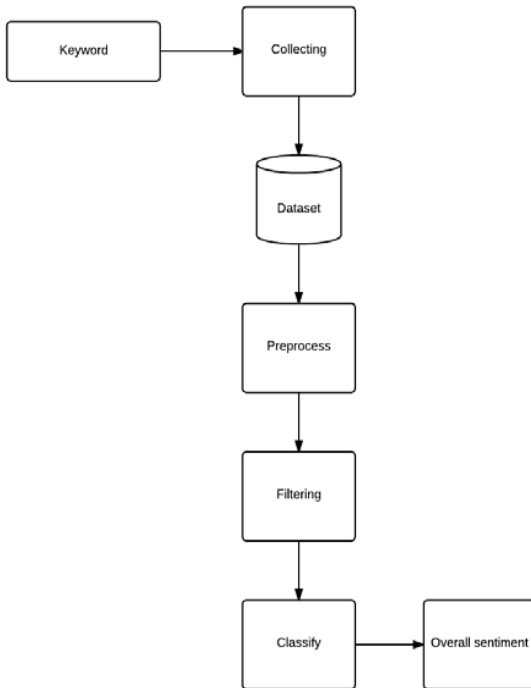 Keyword
Collecting
Dataset
Preprocess
Filtering
Classify
Overall sentiment